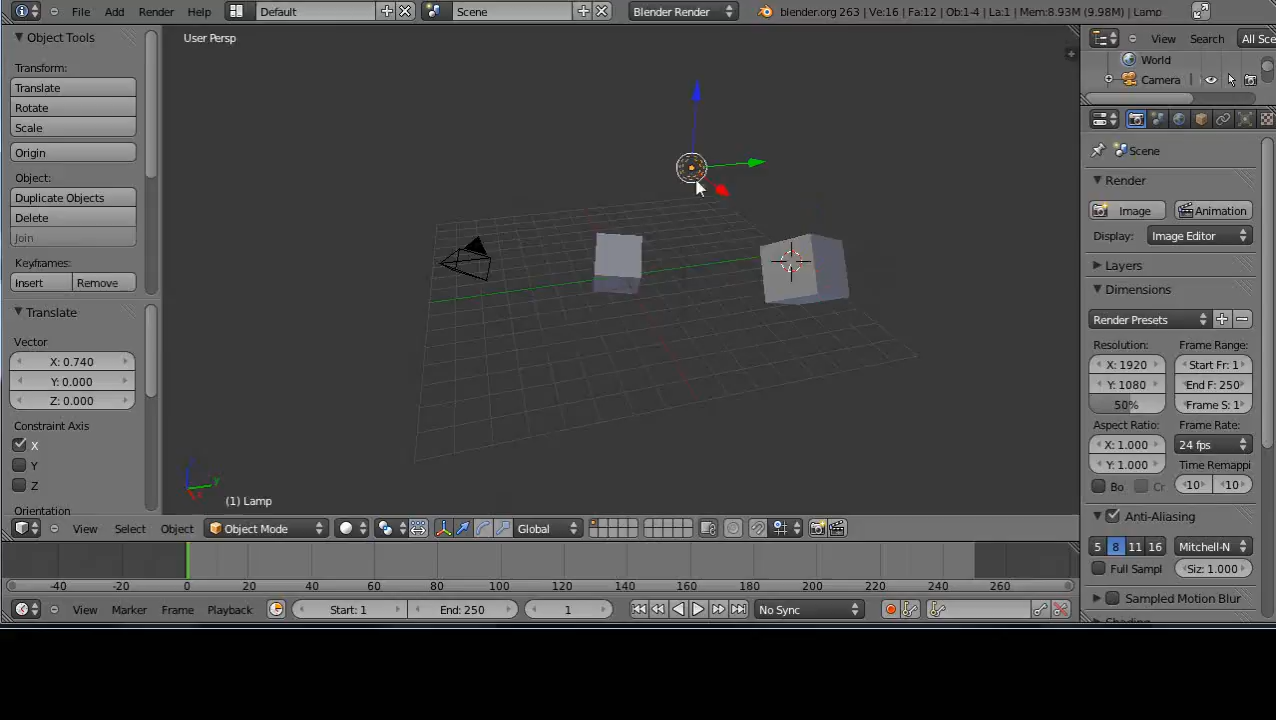 File Add Render Help Default Scene Blender Render blender.org 263 | Ve:16 | Fa:12 | Ob:1-4 | La:1 | Mem:8.93M (9.98M) | Lamp
Object Tools
Transform:
Translate
Rotate
Scale
Origin
Object:
Duplicate Objects
Delete
Join
Keyframes:
Insert Remove
Translate
Vector
X: 0.740
Y: 0.000
Z: 0.000
Constraint Axis
X
Y
Z
Orientation
User Persp
z
y
x
(1) Lamp
View Select Object Object Mode Global
-40 -20 0 20 40 60 80 100 120 140 160 180 200 220 240 260
View Marker Frame Playback Start: 1 End: 250 1 No Sync
View Search All Sce
World
Camera
Scene
Render
Image Animation
Display: Image Editor
Layers
Dimensions
Render Presets
Resolution: Frame Range:
X: 1920 Start Fr: 1
Y: 1080 End F: 250
50% Frame S: 1
Aspect Ratio: Frame Rate:
X: 1.000 24 fps
Y: 1.000 Time Remappi
Bo Cr 10 10
Anti-Aliasing
5 8 11 16 Mitchell-N
Full Sampl Siz: 1.000
Sampled Motion Blur
Shading